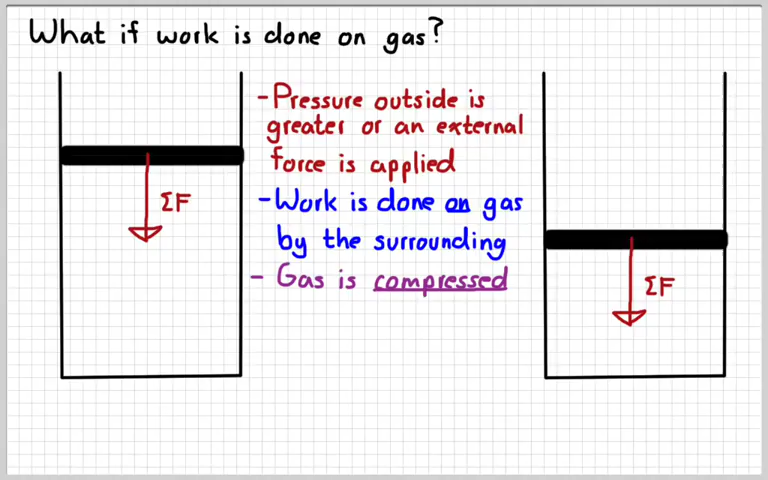 What if work is done on gas?
- Pressure outside is
greater or an external
force is applied
- Work is done on gas
by the surrounding
- Gas is compressed
ΣF
ΣF